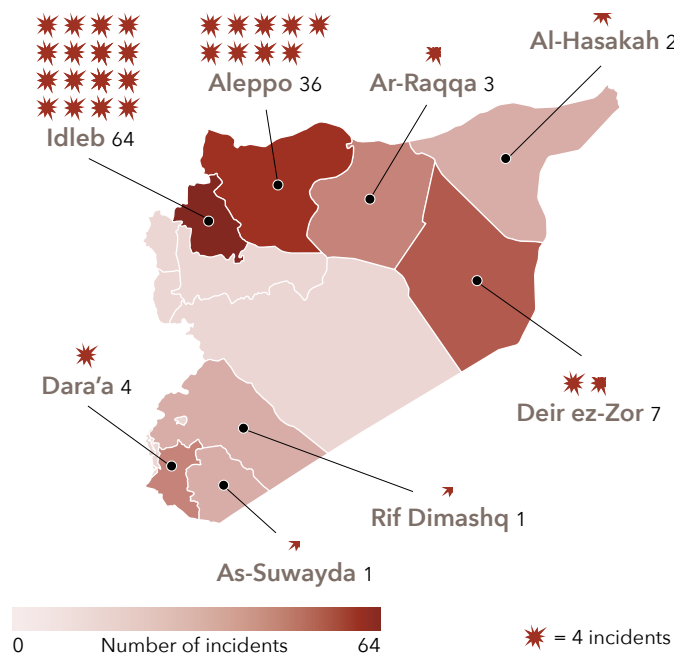 Al-Hasakah 2
Aleppo 36
Ar-Raqqa 3
Idleb 64
Dara'a 4
Deir ez-Zor 7
Rif Dimashq 1
As-Suwayda 1
0 Number of incidents 64
= 4 incidents